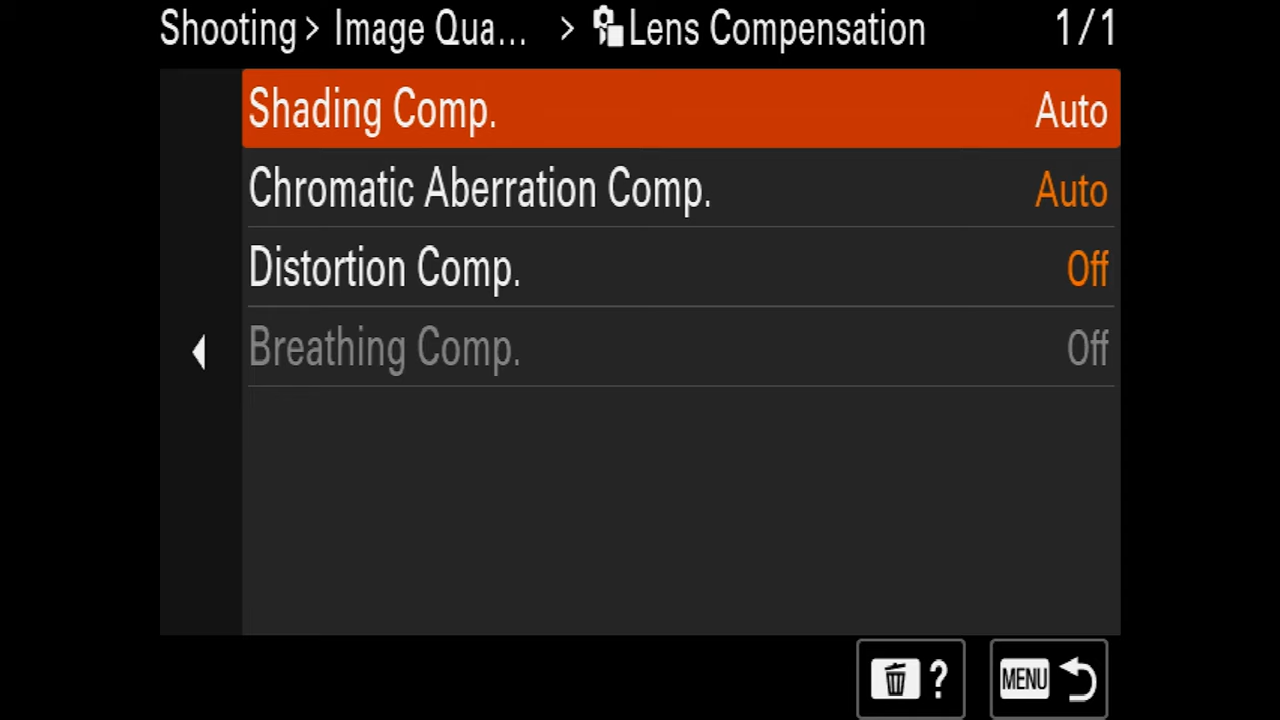 Shooting > Image Qua... > Lens Compensation 1/1
Shading Comp. Auto
Chromatic Aberration Comp. Auto
Distortion Comp. Off
Breathing Comp. Off
? MENU